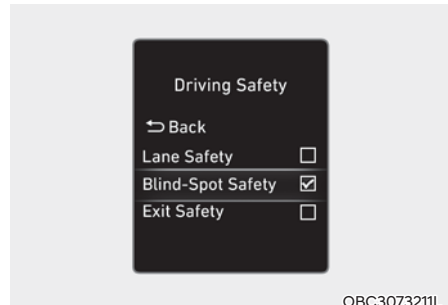 Driving Safety
Back
Lane Safety
Blind-Spot Safety
Exit Safety
OBC3073211L